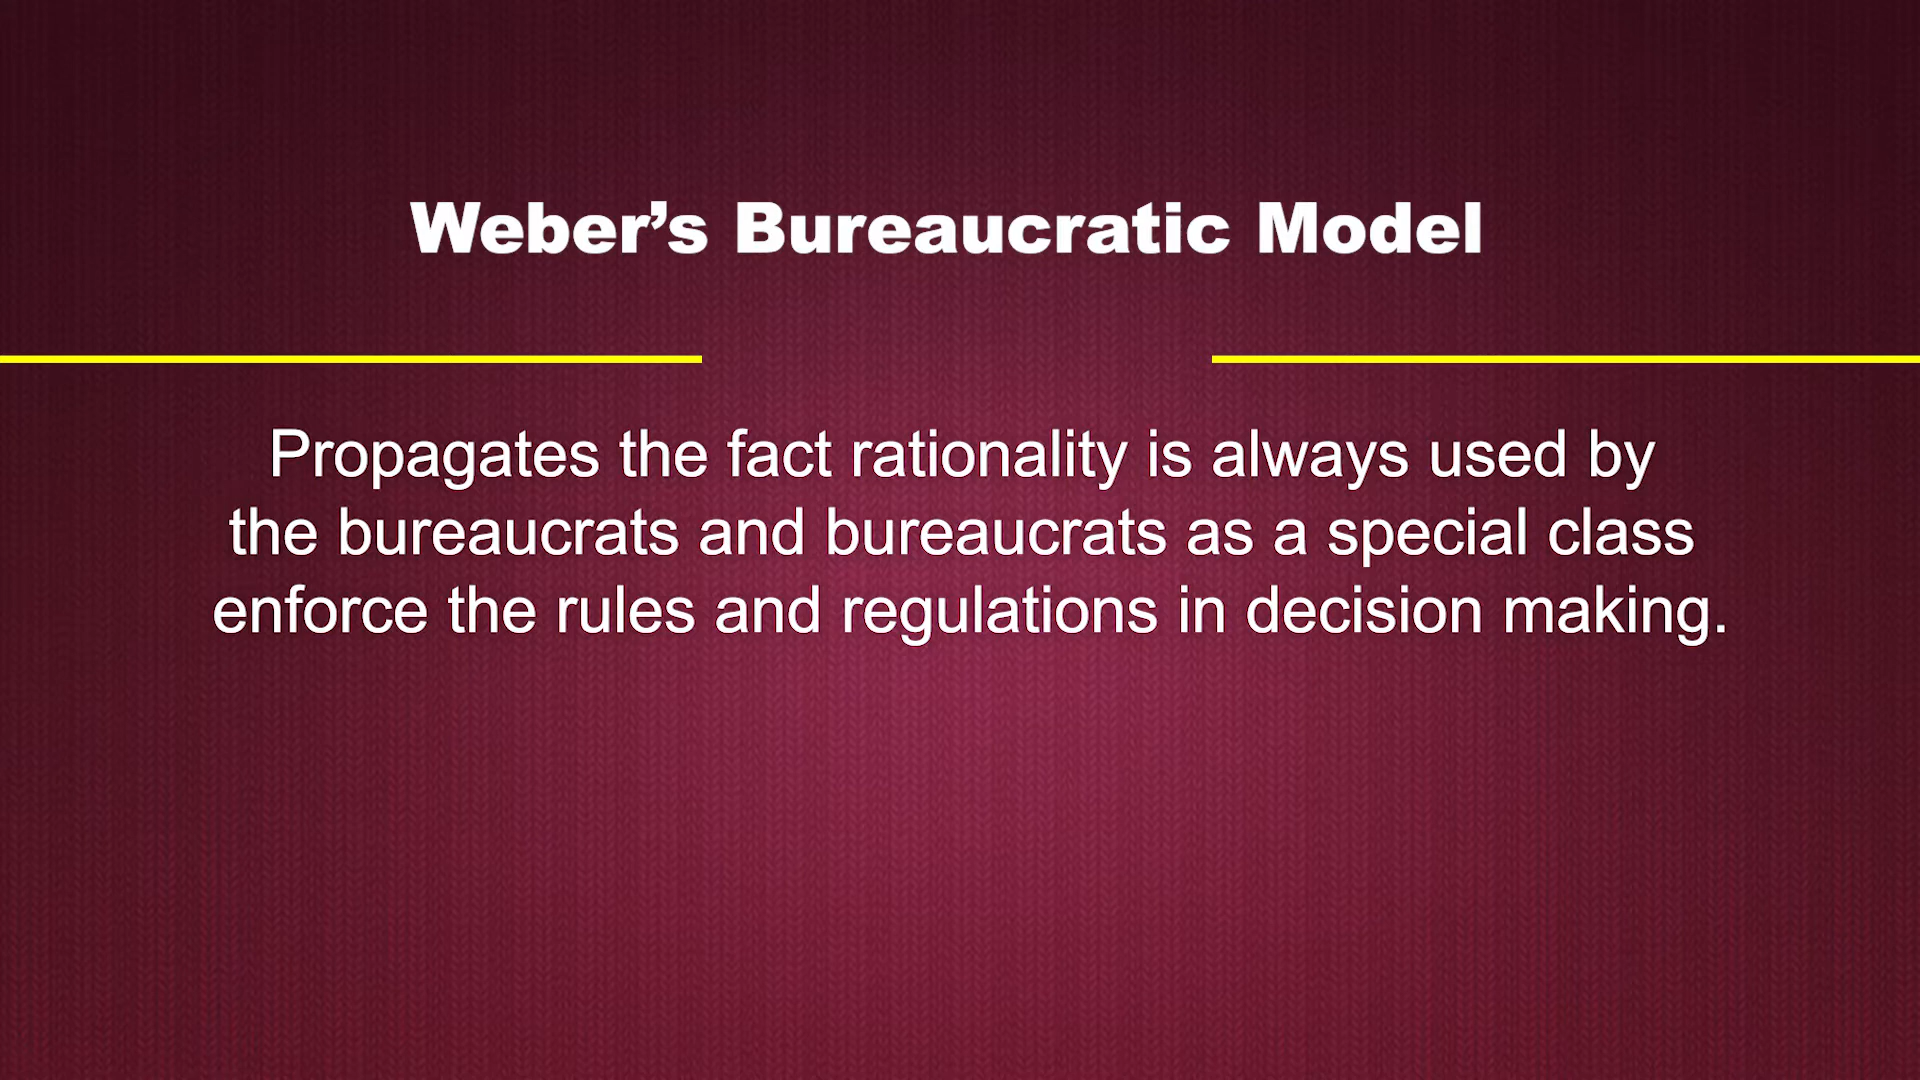 Weber’s Bureaucratic Model
Propagates the fact rationality is always used by
the bureaucrats and bureaucrats as a special class
enforce the rules and regulations in decision making.